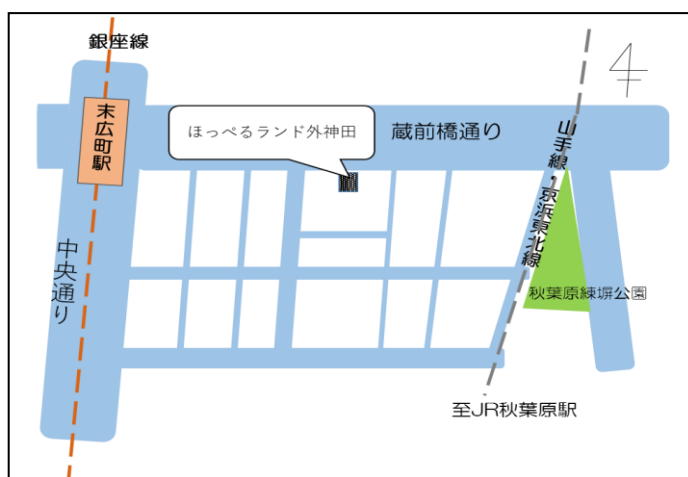 銀座線
末広町駅
ほっぺるランド外神田
蔵前橋通り
山手線・京浜東北線
中央通り
秋葉原練塀公園
至JR秋葉原駅